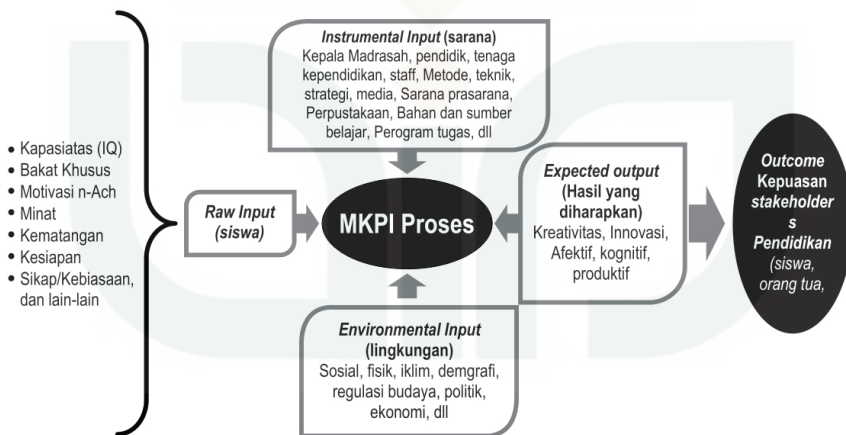 Instrumental Input (sarana)
Kepala Madrasah, pendidik, tenaga
kependidikan, staff, Metode, teknik,
strategi, media, Sarana prasarana,
Perpustakaan, Bahan dan sumber
belajar, Perogram tugas, dll
• Kapasiatas (IQ)
• Bakat Khusus
• Motivasi n-Ach
• Minat
• Kematangan
• Kesiapan
• Sikap/Kebiasaan,
dan lain-lain
Raw Input
(siswa)
MKPI Proses
Expected output
(Hasil yang
diharapkan)
Kreativitas, Innovasi,
Afektif, kognitif,
produktif
Outcome
Kepuasan
stakeholder
s
Pendidikan
(siswa,
orang tua,
Environmental Input
(lingkungan)
Sosial, fisik, iklim, demgrafi,
regulasi budaya, politik,
ekonomi, dll